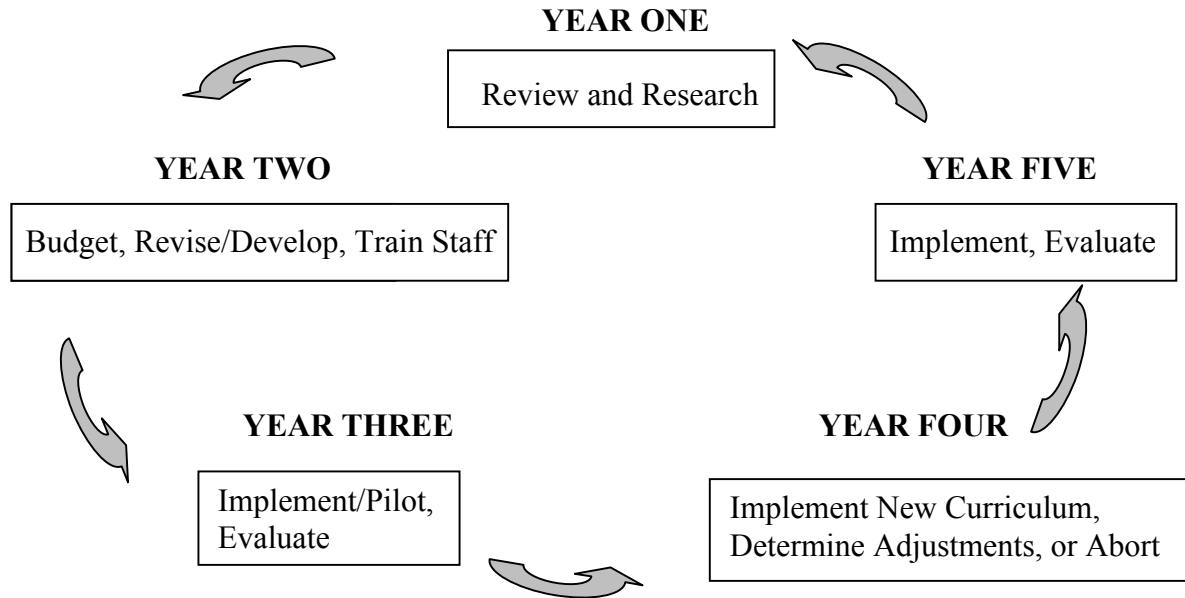 YEAR ONE
Review and Research
YEAR TWO
Budget, Revise/Develop, Train Staff
YEAR THREE
Implement/Pilot,
Evaluate
YEAR FOUR
Implement New Curriculum,
Determine Adjustments, or Abort
YEAR FIVE
Implement, Evaluate